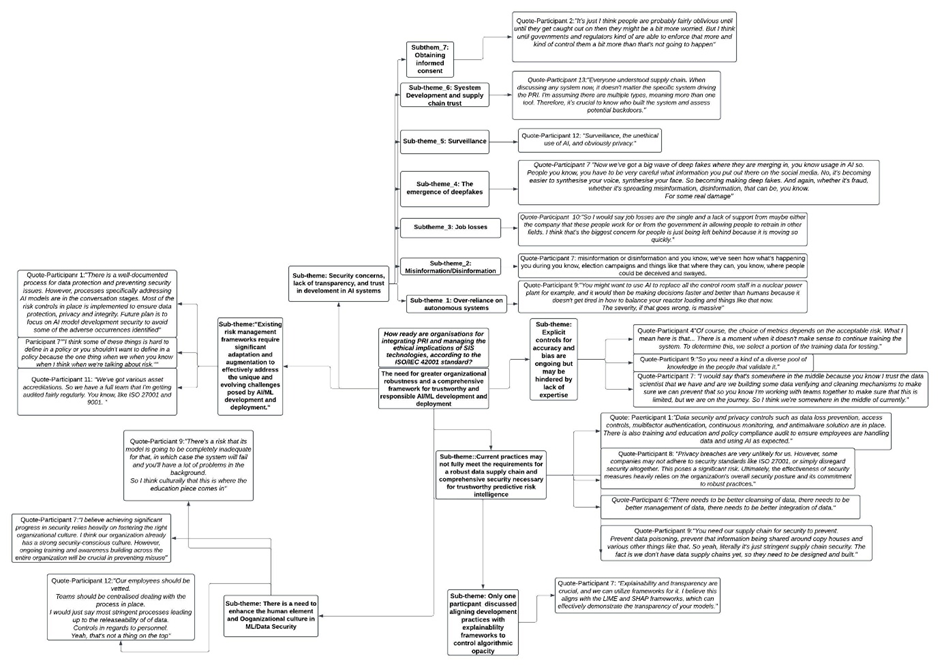 Quote-Participant 2:"It's just I think people are probably fairly oblivious until
until they get caught out on then they might be a bit more worried. But I think
until governments and regulators kind of are able to enforce that more and
kind of control them a bit more than that's not going to happen"
Subthem_7:
Obtaining
informed
consent
Quote-Participant 13:"Everyone understood supply chain. When
discussing any system now, it doesn't matter the specific system driving
the PRI. I'm assuming there are multiple types, meaning more than one
tool. Therefore, it's crucial to know who built the system and assess
potential backdoors."
Sub-theme_6: Syestem
Development and supply
chain trust
Quote-Participant 12: "Surveillance, the unethical
use of AI, and obviously privacy."
Sub-theme_5: Surveillance
Quote-Participant 7 "Now we've got a big wave of deep fakes where they are merging in, you know usage in AI so.
People you know, you have to be very careful what information you put out there on the social media. No, it's becoming
easier to synthesise your voice, synthesise your face. So becoming making deep fakes. And again, whether it's fraud,
whether it's spreading misinformation, disinformation, that can be, you know.
For some real damage"
Sub-theme_4: The
emergence of deepfakes
Quote-Participant 10:"So I would say job losses are the single and a lack of support from maybe either
the company that these people work for or from the government in allowing people to retrain in other
fields. I think that's the biggest concern for people is just being left behind because it is moving so
quickly."
Subtheme_3: Job losses
Quote-Participant 7: misinformation or disinformation and you know, we've seen how what's happening
you during you know, election campaigns and things like that where they can, you know, where people
could be deceived and swayed.
Sub-theme_2:
Misinformation/Disinformation
Quote-Participant 9:"You might want to use AI to replace all the control room staff in a nuclear power
plant for example, and it would then be making decisions faster and better than humans because it
doesn't get tired in how to balance your reactor loading and things like that now.
The severity, if that goes wrong, is massive"
Sub-theme_1: Over-reliance on
autonomous systems
Sub-theme: Security concerns,
lack of transparency, and trust
in develoment in AI systems
Quote-Participanr 1:"There is a well-documented
process for data protection and preventing security
issues. However, processes specifically addressing
AI models are in the conversation stages. Most of the
risk controls in place is implemented to ensure data
protection, privacy and integrity. Future plan is to
focus on AI model development security to avoid
some of the adverse occurrences identified"
Participant 7"'I think some of these things is hard to
define in a policy or you shouldn't want to define in a
policy because the one thing when we when you know
when I think when we're talking about risk.'"
Quote-Participant 11: "We've got various asset
accreditations. So we have a full team that I'm getting
audited fairly regularly. You know, like ISO 27001 and
9001. "
Sub-theme:"Existing
risk management
frameworks require
significant
adaptation and
augmentation to
effectively address
the unique and
evolving challenges
posed by AI/ML
development and
deployment."
How ready are organisations for
integrating PRI and managing the
ethical implications of SIS
technologies, according to the
ISO/IEC 42001 standard?
The need for greater organizational
robustness and a comprehensive
framework for trustworthy and
responsible AI/ML development and
deployment
Sub-theme:
Explicit
controls for
accuracy and
bias are
ongoing but
may be
hindered by
lack of
expertise
Quote-Participant 4"Of course, the choice of metrics depends on the acceptable risk. What I
mean here is that... There is a moment when it doesn't make sense to continue training the
system. To determine this, we select a portion of the training data for testing."
Quote-Participant 9:"So you need a kind of a diverse pool of
knowledge in the people that validate it."
Quote-Participant 7: "I would say that's somewhere in the middle because you know I trust the data
scientist that we have and are we building some data verifying and cleaning mechanisms to make
sure we can prevent that so you know I'm working with teams together to make sure that this is
limited, but we are on the journey. So I think we're somewhere in the middle of currently."
Quote: Paerticipant 1:"Data security and privacy controls such as data loss prevention, access
controls, multifactor authentication, continuous monitoring, and antimalware solution are in place.
There is also training and education and policy compliance audit to ensure employees are handling
data and using AI as expected."
Quote-Participant 8: "Privacy breaches are very unlikely for us. However, some
companies may not adhere to security standards like ISO 27001, or simply disregard
security altogether. This poses a significant risk. Ultimately, the effectiveness of security
measures heavily relies on the organization's overall security posture and its commitment
to robust practices."
Quote-Participant 6:"There needs to be better cleansing of data, there needs to be
better management of data, there needs to be better integration of data."
Quote-Participant 9:"You need our supply chain for security to prevent.
Prevent data poisoning, prevent that information being shared around copy houses and
various other things like that. So yeah, literally it's just stringent supply chain security. The
fact is we don't have data supply chains yet, so they need to be designed and built."
Sub-theme::Current practices may
not fully meet the requirements for
a robust data supply chain and
comprehensive security necessary
for trustworthy predictive risk
intelligence
Quote-Particiant 9:"There's a risk that its
model is going to be completely inadequate
for that, in which case the system will fail
and you'll have a lot of problems in the
background.
So I think culturally that this is where the
education piece comes in"
Quote-Participant 7:"I believe achieving significant
progress in security relies heavily on fostering the right
organizational culture. I think our organization already
has a strong security-conscious culture. However,
ongoing training and awareness building across the
entire organization will be crucial in preventing misuse"
Quote-Participant 12:"Our employees should be
vetted.
Teams should be centralised dealing with the
process in place.
I would just say most stringent processes leading
up to the releaseability of of data.
Controls in regards to personnel.
Yeah, that's not a thing on the top"
Sub-theme: There is a need to
enhance the human element
and Ooganizational culture in
ML/Data Security
Sub-theme: Only one
participant discussed
aligning development
practices with
explainablilty
frameworks to
control algorithmic
opacity
Quote-Participant 7: "Explainability and transparency are
crucial, and we can utilize frameworks for it. I believe this
aligns with the LIME and SHAP frameworks, which can
effectively demonstrate the transparency of your models."